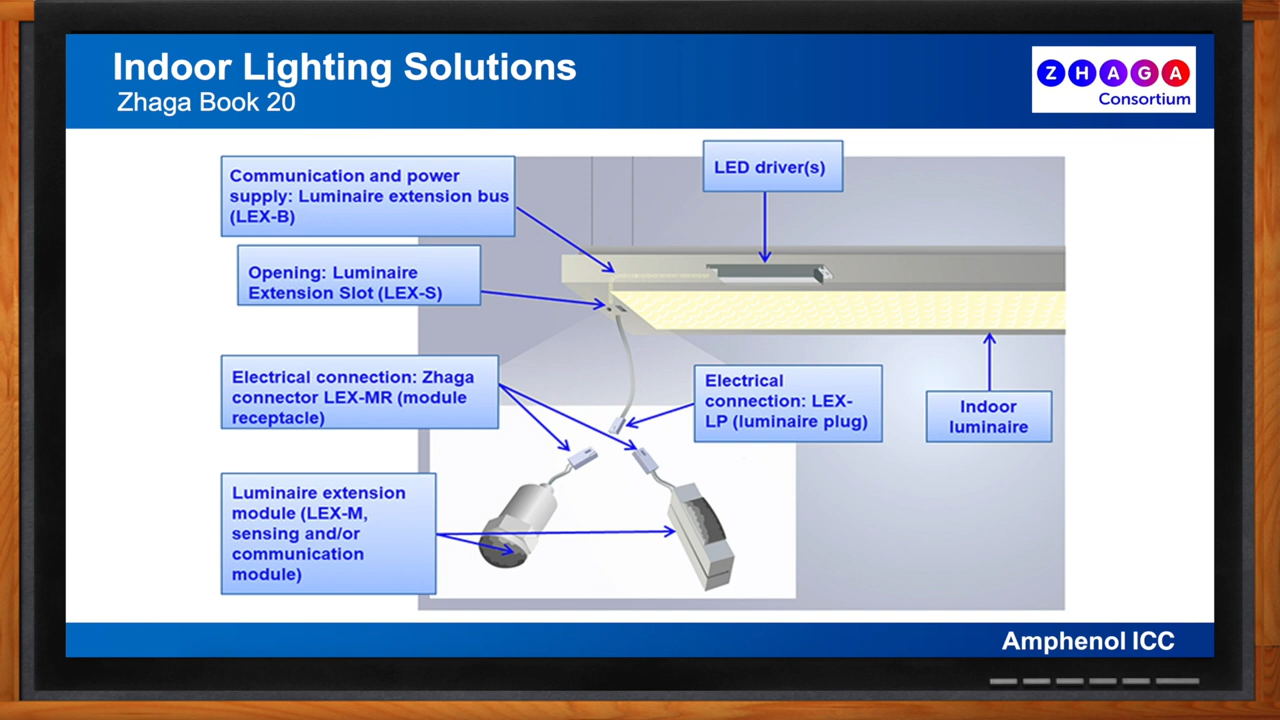 Indoor Lighting Solutions
Zhaga Book 20
ZHAGA
Consortium
Communication and power
supply: Luminaire extension bus
(LEX-B)
LED driver(s)
Opening: Luminaire
Extension Slot (LEX-S)
Electrical connection: Zhaga
connector LEX-MR (module
receptacle)
Electrical
connection: LEX-
LP (luminaire plug)
Indoor
luminaire
Luminaire extension
module (LEX-M,
sensing and/or
communication
module)
Amphenol ICC